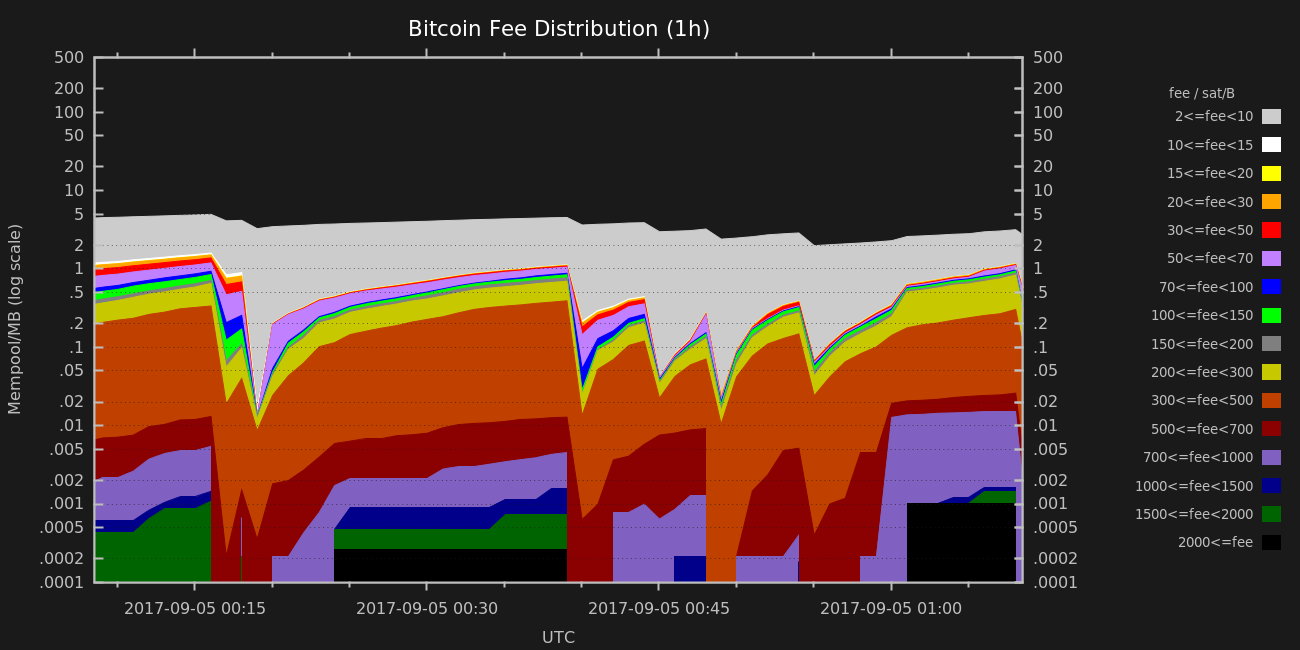 Bitcoin Fee Distribution (1h)
Mempool/MB (log scale)
500
200
100
50
20
10
5
2
1
.5
.2
.1
.05
.02
.01
.005
.002
.001
.0005
.0002
.0001
500
200
100
50
20
10
5
2
1
.5
.2
.1
.05
.02
.01
.005
.002
.001
.0005
.0002
.0001
2017-09-05 00:15
2017-09-05 00:30
2017-09-05 00:45
2017-09-05 01:00
UTC
fee / sat/B
2<=fee<10
10<=fee<15
15<=fee<20
20<=fee<30
30<=fee<50
50<=fee<70
70<=fee<100
100<=fee<150
150<=fee<200
200<=fee<300
300<=fee<500
500<=fee<700
700<=fee<1000
1000<=fee<1500
1500<=fee<2000
2000<=fee